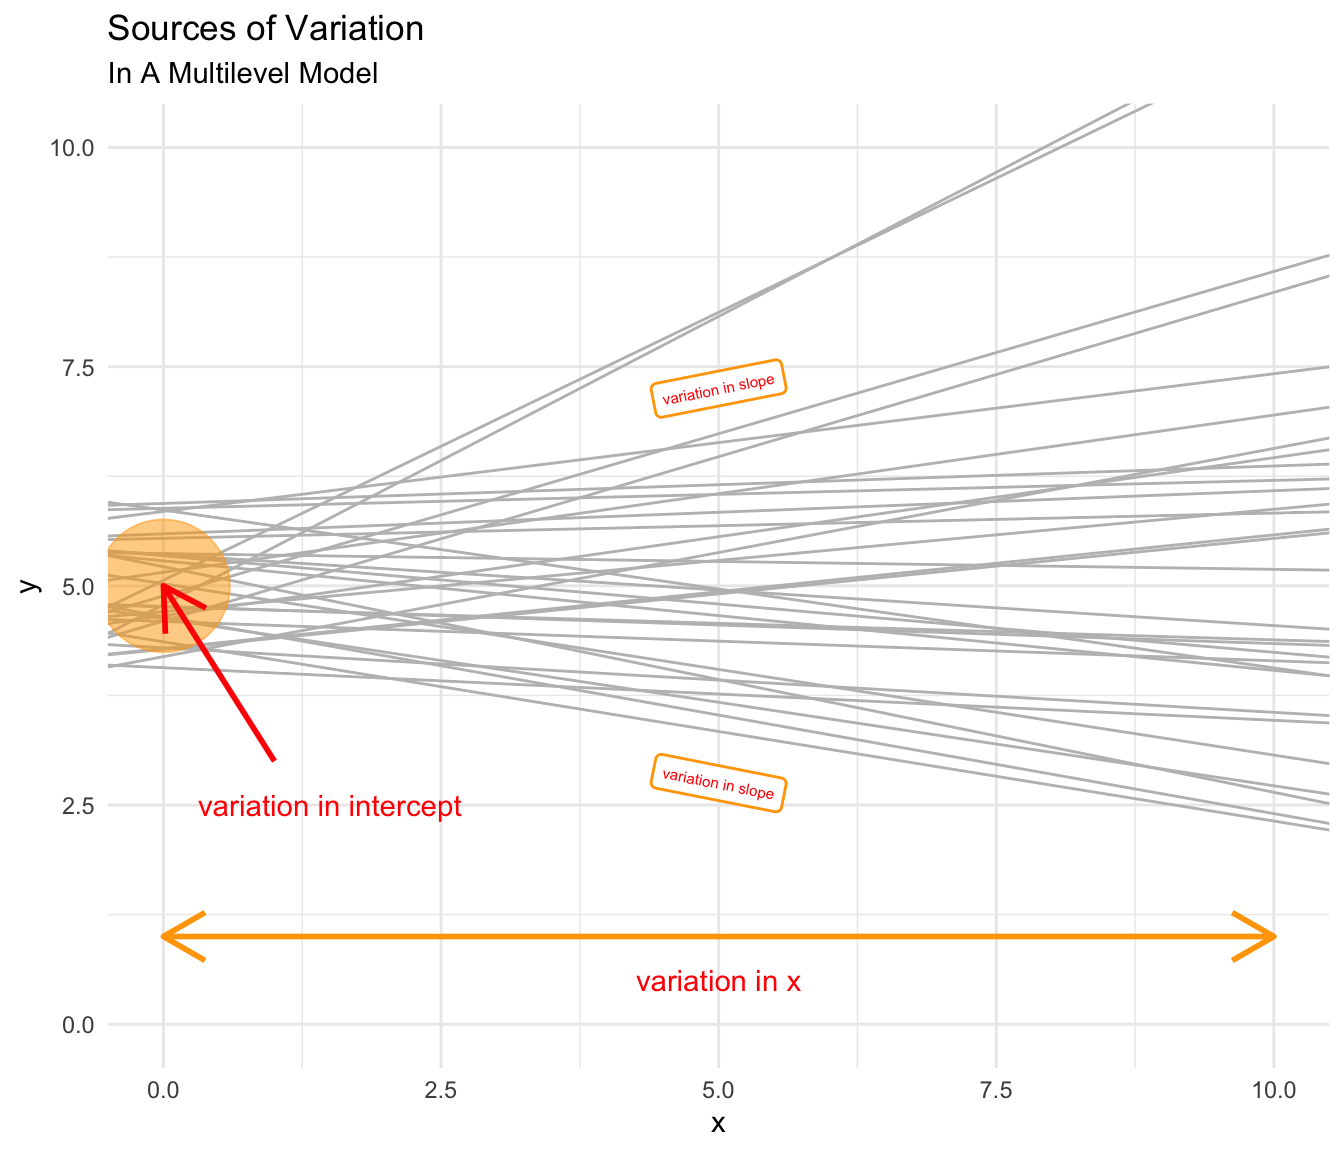 Sources of Variation
In A Multilevel Model
10.0
7.5
5.0
2.5
0.0
y
variation in slope
variation in slope
variation in intercept
variation in x
0.0
2.5
5.0
7.5
10.0
x